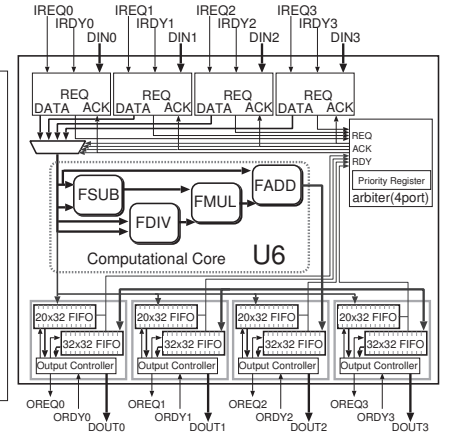 IREQ0 IREQ1 IREQ2 IREQ3
IRDY0 IRDY1 IRDY2 IRDY3
DIN0 DIN1 DIN2 DIN3
REQ REQ REQ REQ
DATA ACK DATA ACK DATA ACK DATA ACK
REQ
ACK
RDY
Priority Register
arbiter(4port)
FSUB
FDIV
FMUL
FADD
Computational Core U6
20x32 FIFO 20x32 FIFO 20x32 FIFO 20x32 FIFO
32x32 FIFO 32x32 FIFO 32x32 FIFO 32x32 FIFO
Output Controller Output Controller Output Controller Output Controller
OREQ0 OREQ1 OREQ2 OREQ3
ORDY0 ORDY1 ORDY2 ORDY3
DOUT0 DOUT1 DOUT2 DOUT3